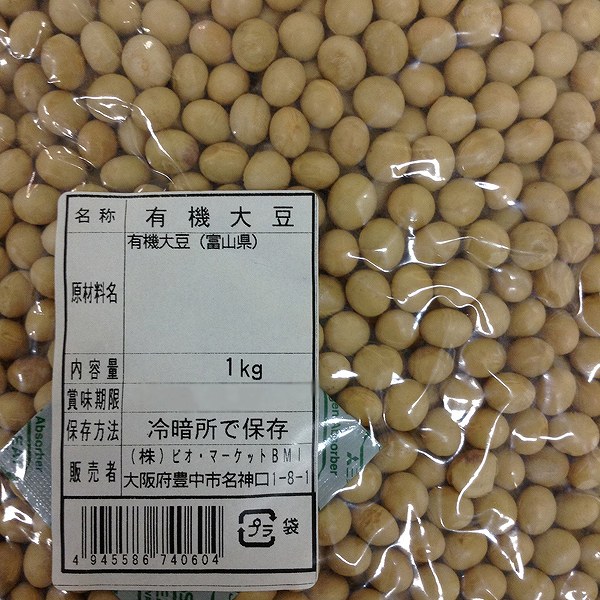 名称 有機大豆
原材料名 有機大豆（富山県）
内容量 1kg
賞味期限
保存方法 冷暗所で保存
販売者 （株）ビオ・マーケットBMI
大阪府豊中市名神口1-8-1
プラ 袋
4 945586 740604
Absorber
Absorber